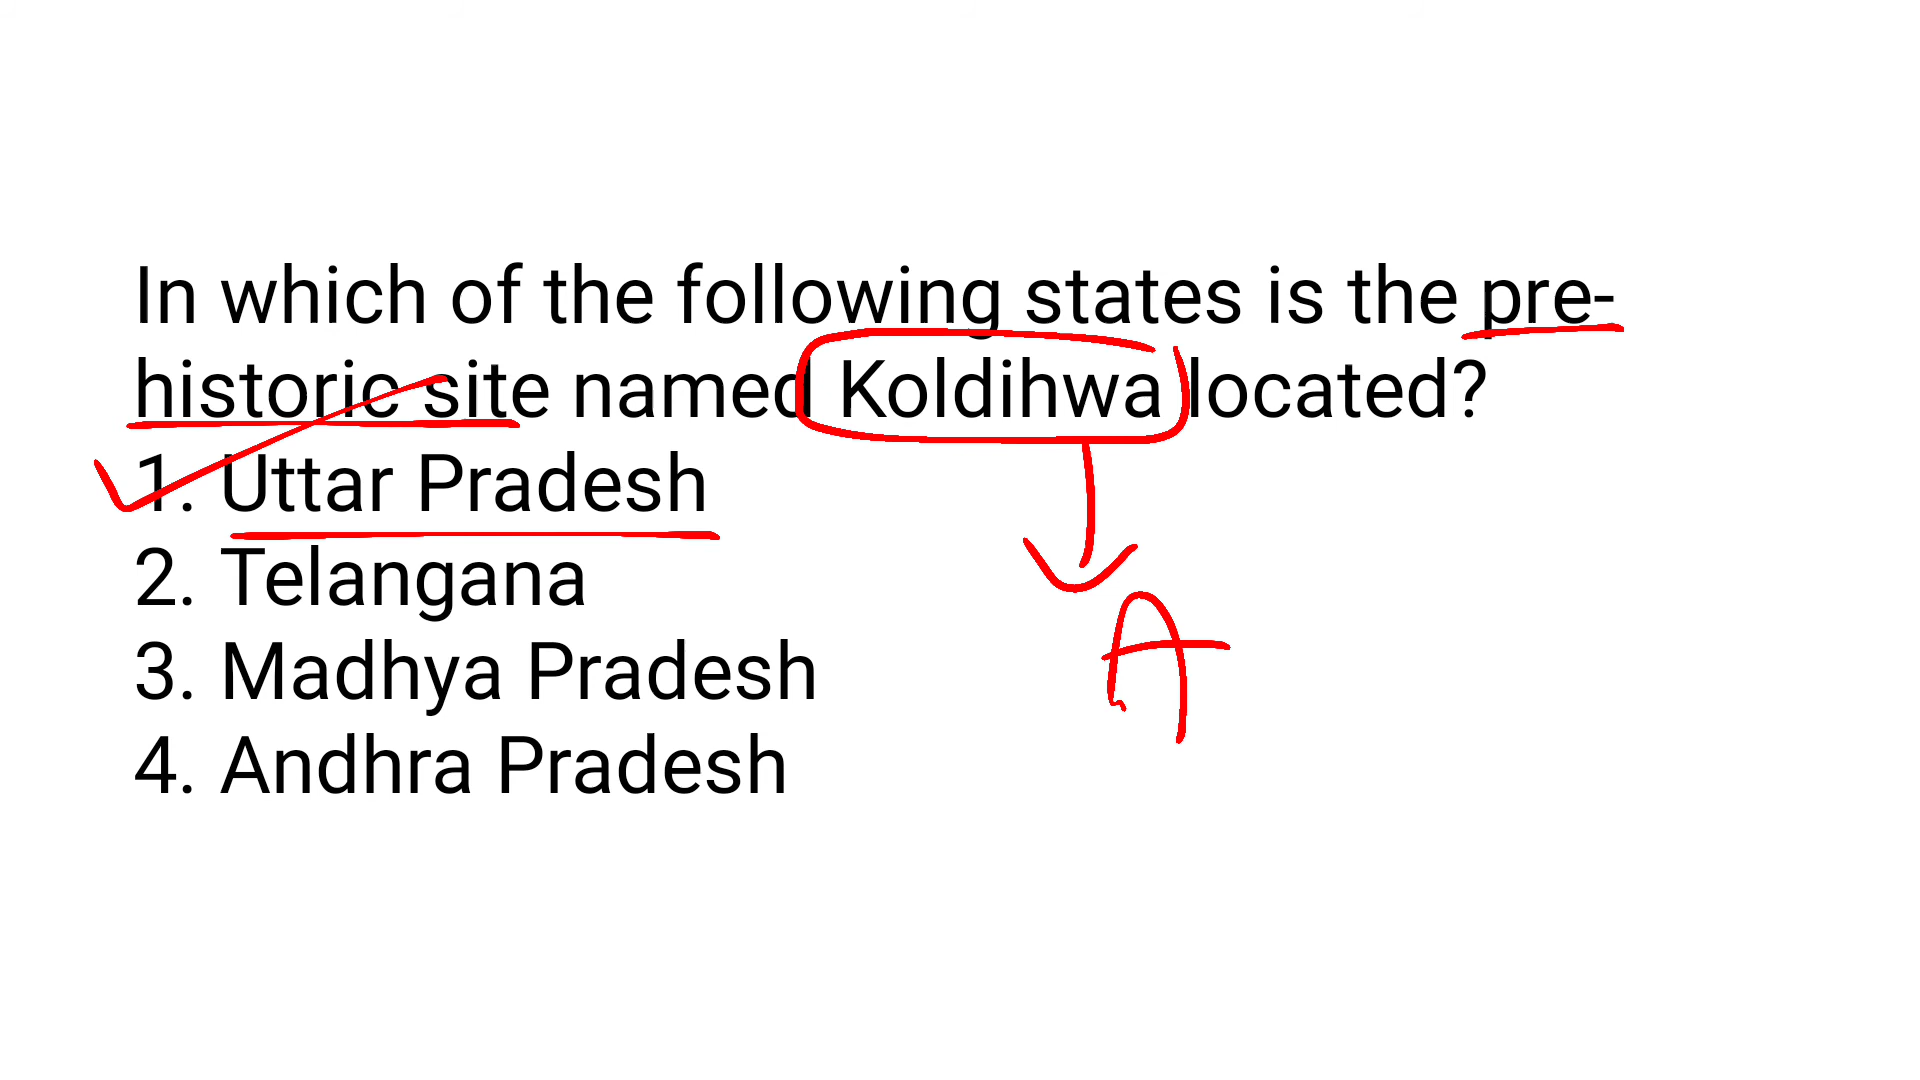 In which of the following states is the pre-
historic site named Koldihwa located?
1. Uttar Pradesh
2. Telangana
3. Madhya Pradesh
4. Andhra Pradesh
A